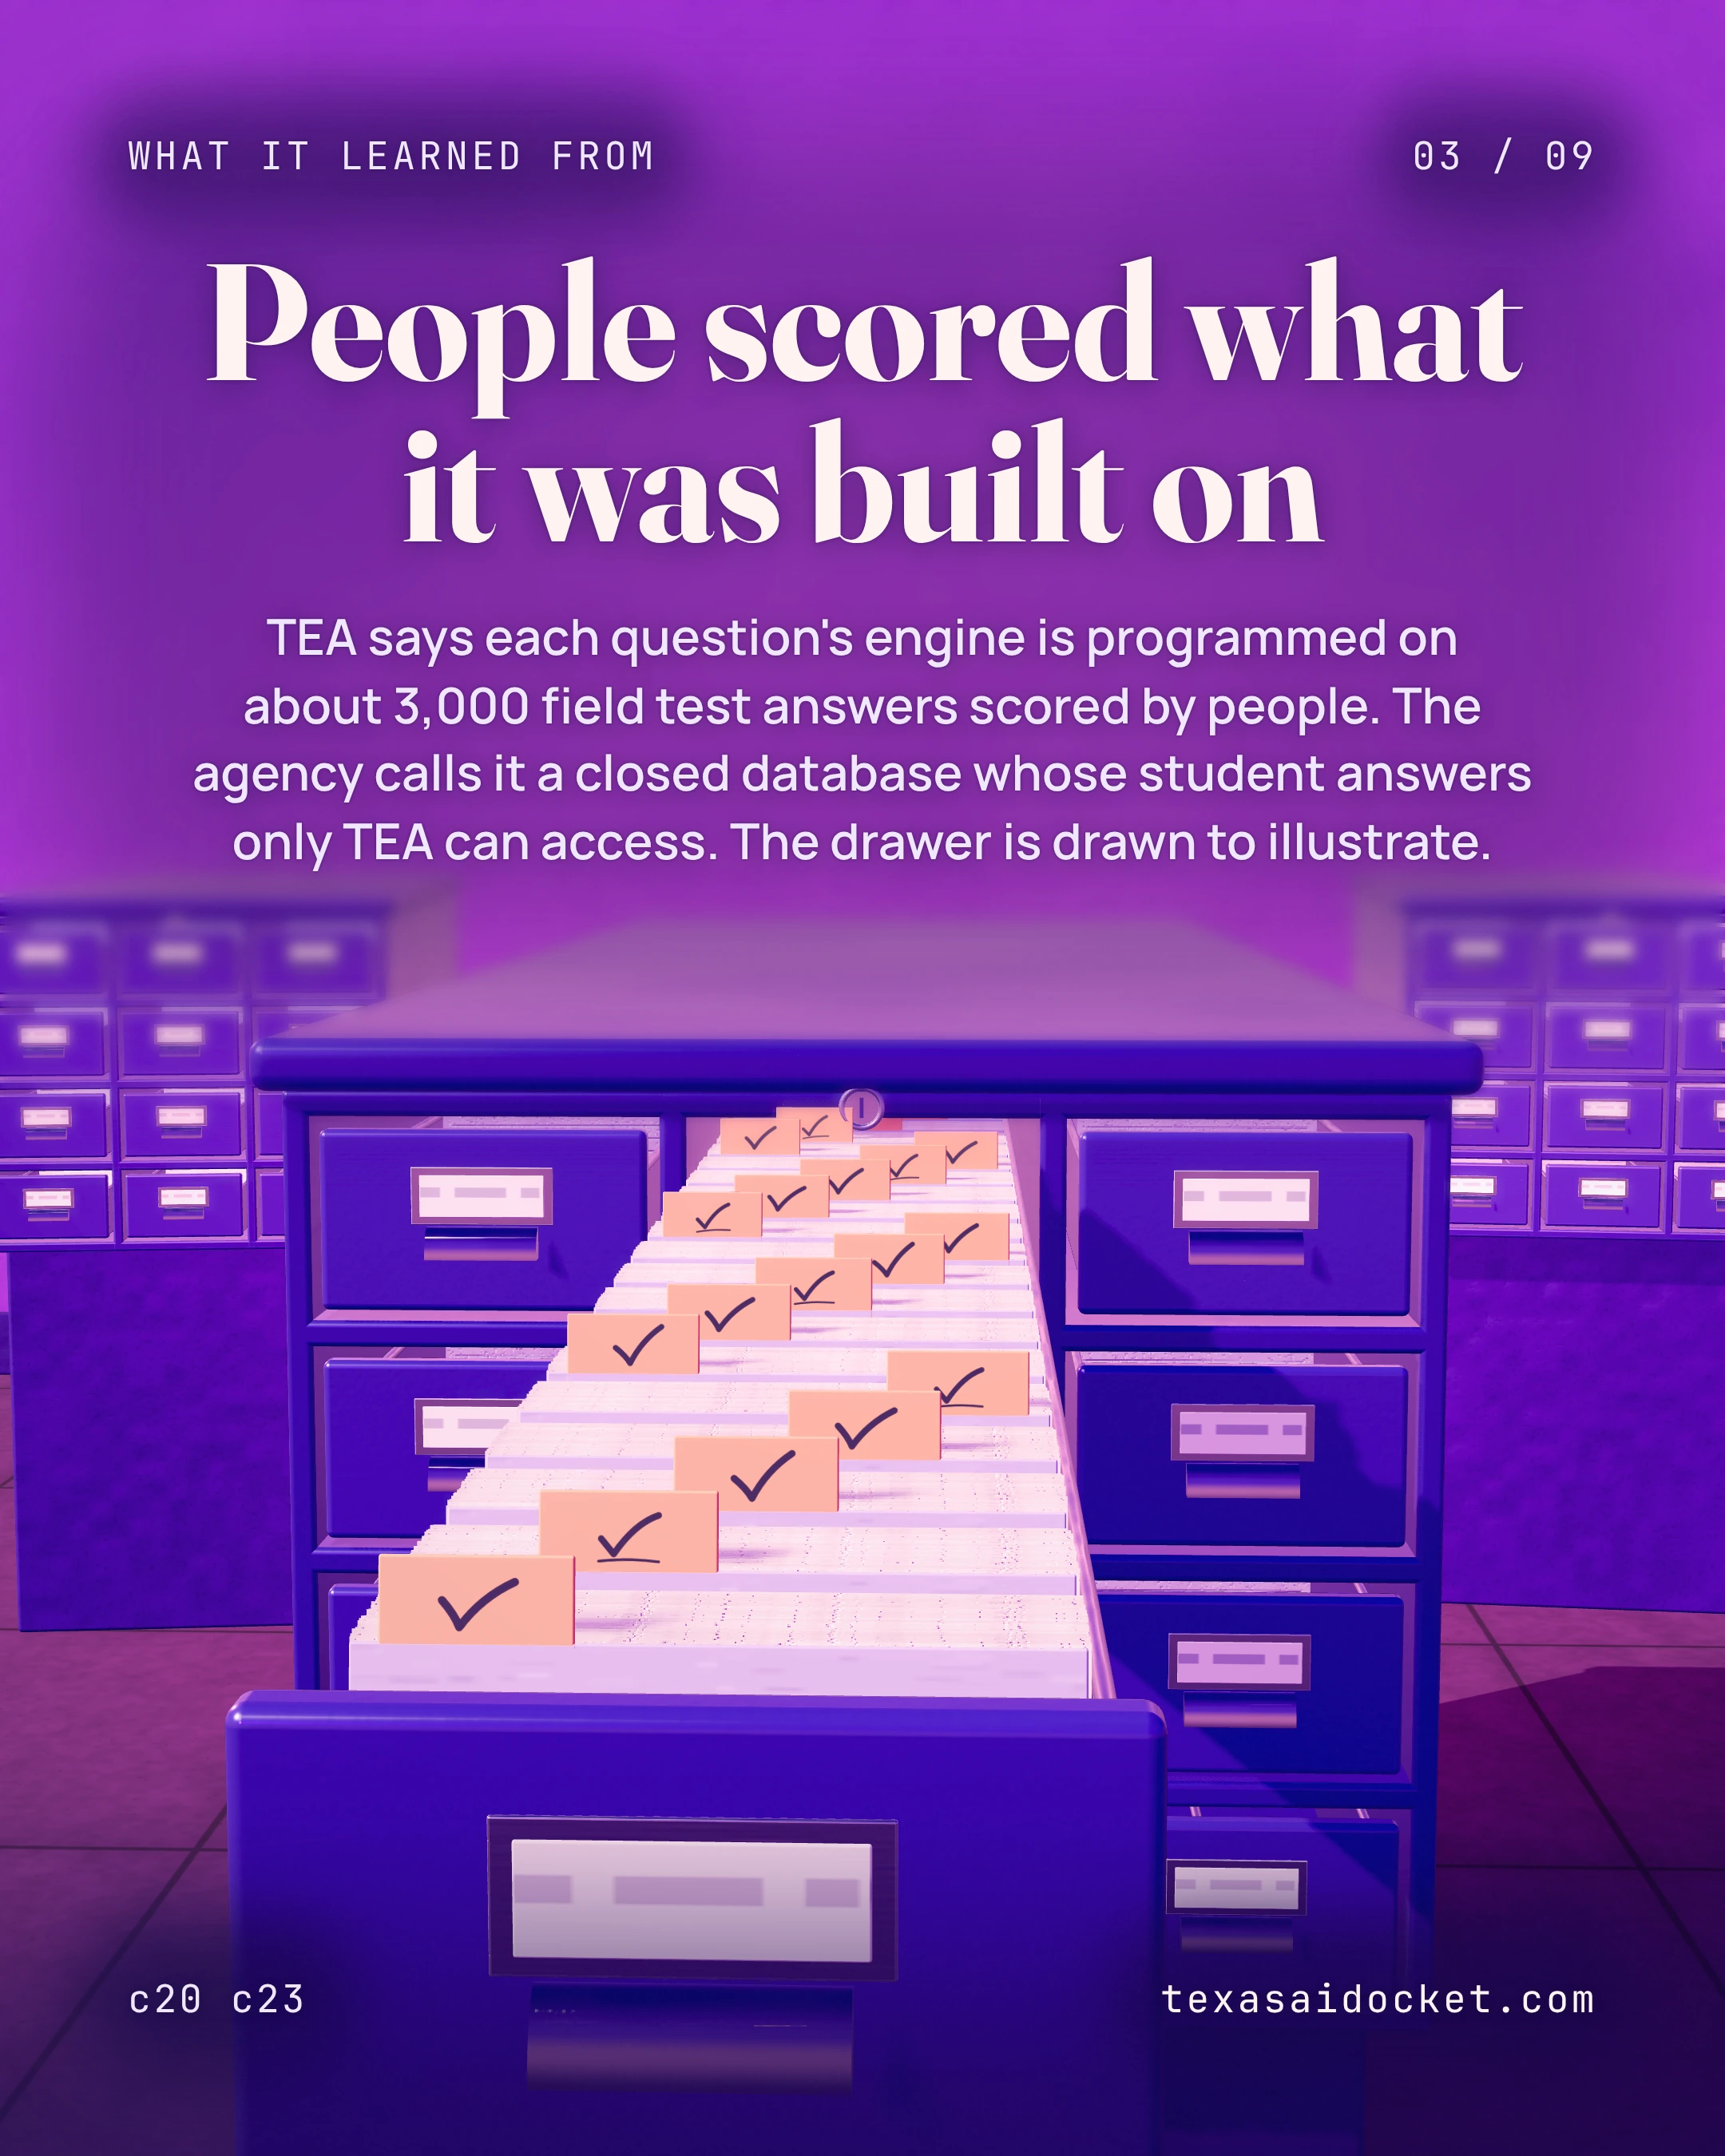 WHAT IT LEARNED FROM
03 / 09
People scored what
it was built on
TEA says each question's engine is programmed on
about 3,000 field test answers scored by people. The
agency calls it a closed database whose student answers
only TEA can access. The drawer is drawn to illustrate.
c20 c23
texasaidocket.com